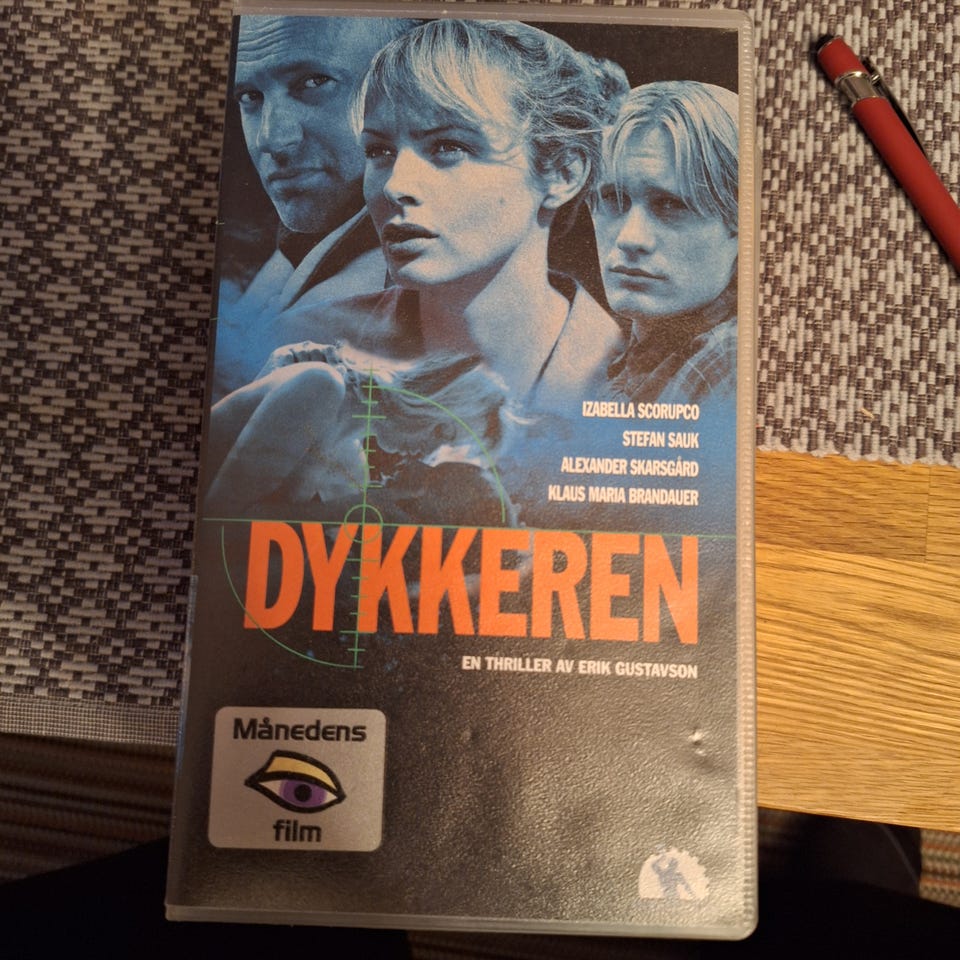 IZABELLA SCORUPCO
STEFAN SAUK
ALEXANDER SKARSGÅRD
KLAUS MARIA BRANDAUER
DYKKEREN
EN THRILLER AV ERIK GUSTAVSON
Månedens
film